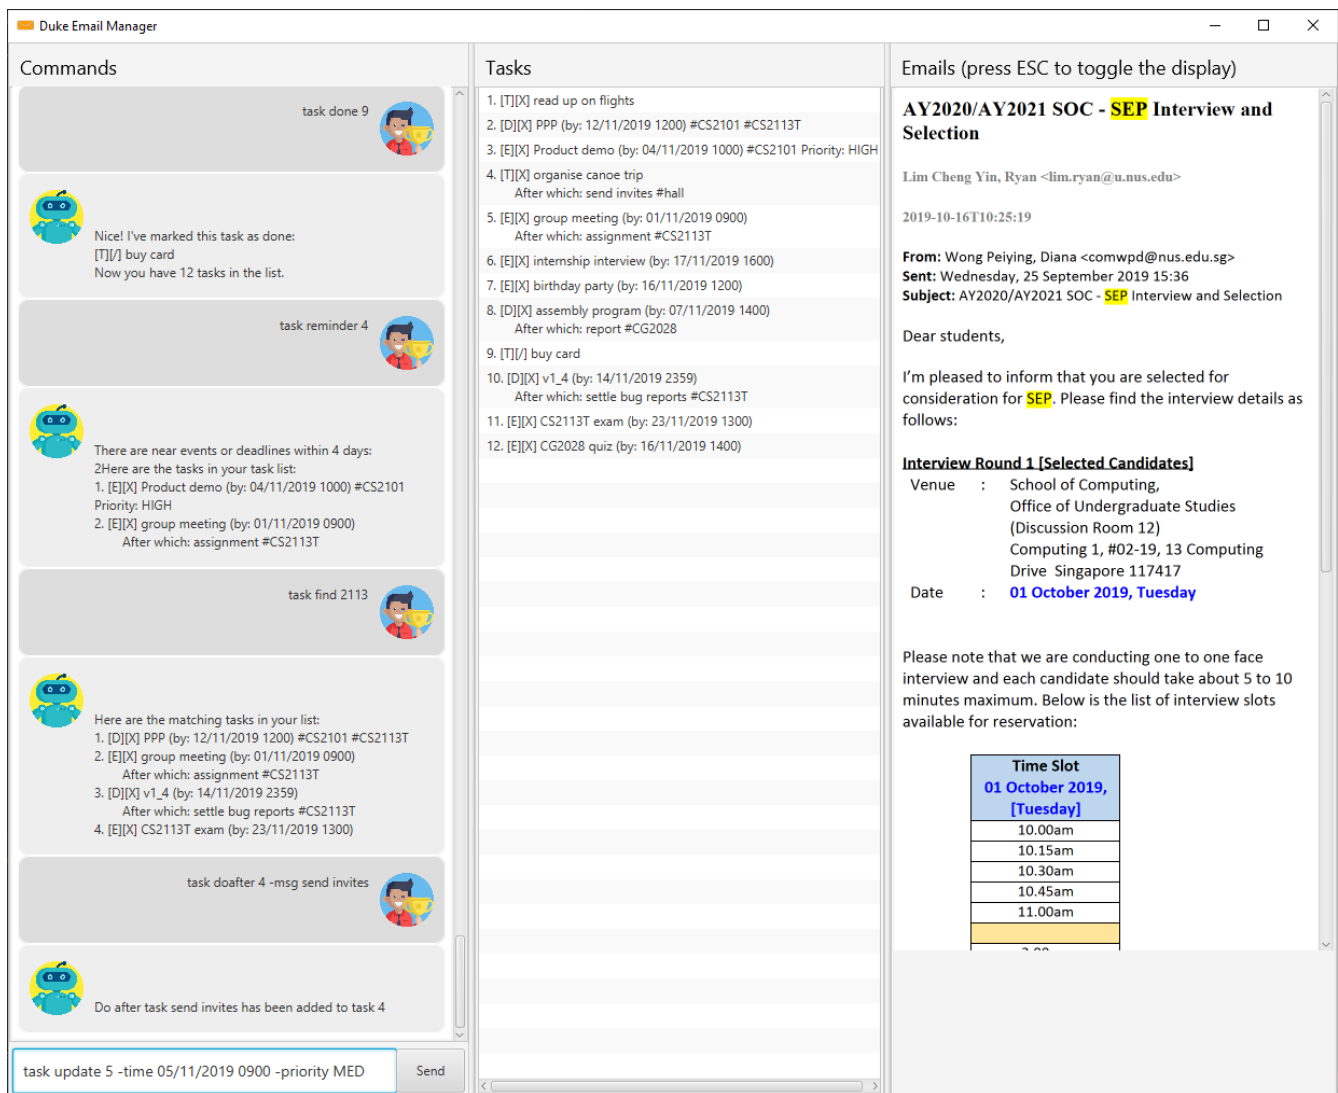 Duke Email Manager
Commands
task done 9
Nice! I've marked this task as done:
[T][/] buy card
Now you have 12 tasks in the list.
task reminder 4
There are near events or deadlines within 4 days:
2Here are the tasks in your task list:
1. [E][X] Product demo (by: 04/11/2019 1000) #CS2101
Priority: HIGH
2. [E][X] group meeting (by: 01/11/2019 0900)
After which: assignment #CS2113T
task find 2113
Here are the matching tasks in your list:
1. [D][X] PPP (by: 12/11/2019 1200) #CS2101 #CS2113T
2. [E][X] group meeting (by: 01/11/2019 0900)
After which: assignment #CS2113T
3. [D][X] v1_4 (by: 14/11/2019 2359)
After which: settle bug reports #CS2113T
4. [E][X] CS2113T exam (by: 23/11/2019 1300)
task doafter 4 -msg send invites
Do after task send invites has been added to task 4
task update 5 -time 05/11/2019 0900 -priority MED
Send
Tasks
1. [T][X] read up on flights
2. [D][X] PPP (by: 12/11/2019 1200) #CS2101 #CS2113T
3. [E][X] Product demo (by: 04/11/2019 1000) #CS2101 Priority: HIGH
4. [T][X] organise canoe trip
After which: send invites #hall
5. [E][X] group meeting (by: 01/11/2019 0900)
After which: assignment #CS2113T
6. [E][X] internship interview (by: 17/11/2019 1600)
7. [E][X] birthday party (by: 16/11/2019 1200)
8. [D][X] assembly program (by: 07/11/2019 1400)
After which: report #CG2028
9. [T][/] buy card
10. [D][X] v1_4 (by: 14/11/2019 2359)
After which: settle bug reports #CS2113T
11. [E][X] CS2113T exam (by: 23/11/2019 1300)
12. [E][X] CG2028 quiz (by: 16/11/2019 1400)
Emails (press ESC to toggle the display)
AY2020/AY2021 SOC - SEP Interview and
Selection
Lim Cheng Yin, Ryan <lim.ryan@u.nus.edu>
2019-10-16T10:25:19
From: Wong Peiying, Diana <comwpd@nus.edu.sg>
Sent: Wednesday, 25 September 2019 15:36
Subject: AY2020/AY2021 SOC - SEP Interview and Selection
Dear students,
I'm pleased to inform that you are selected for
consideration for SEP. Please find the interview details as
follows:
Interview Round 1 [Selected Candidates]
Venue : School of Computing,
Office of Undergraduate Studies
(Discussion Room 12)
Computing 1, #02-19, 13 Computing
Drive Singapore 117417
Date : 01 October 2019, Tuesday
Please note that we are conducting one to one face
interview and each candidate should take about 5 to 10
minutes maximum. Below is the list of interview slots
available for reservation:
Time Slot
01 October 2019,
[Tuesday]
10.00am
10.15am
10.30am
10.45am
11.00am